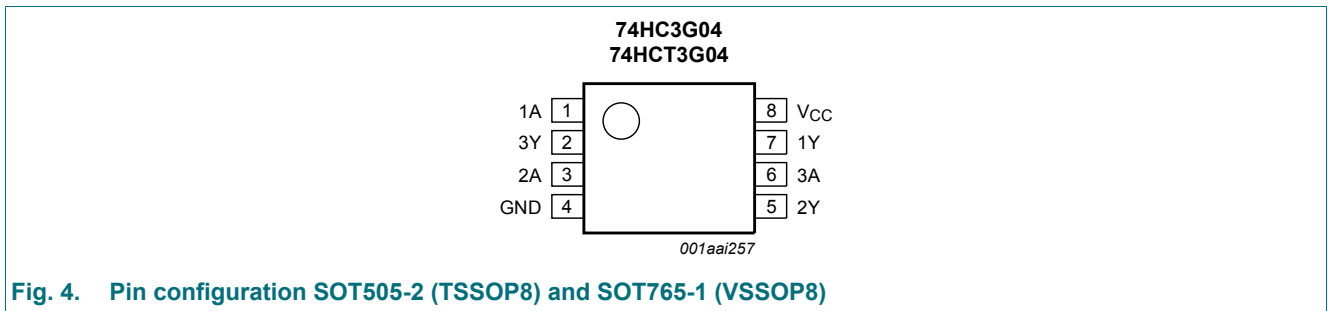 74HC3G04
74HCT3G04
1A 1 8 VCC
3Y 2 7 1Y
2A 3 6 3A
GND 4 5 2Y
001aai257
Fig. 4. Pin configuration SOT505-2 (TSSOP8) and SOT765-1 (VSSOP8)